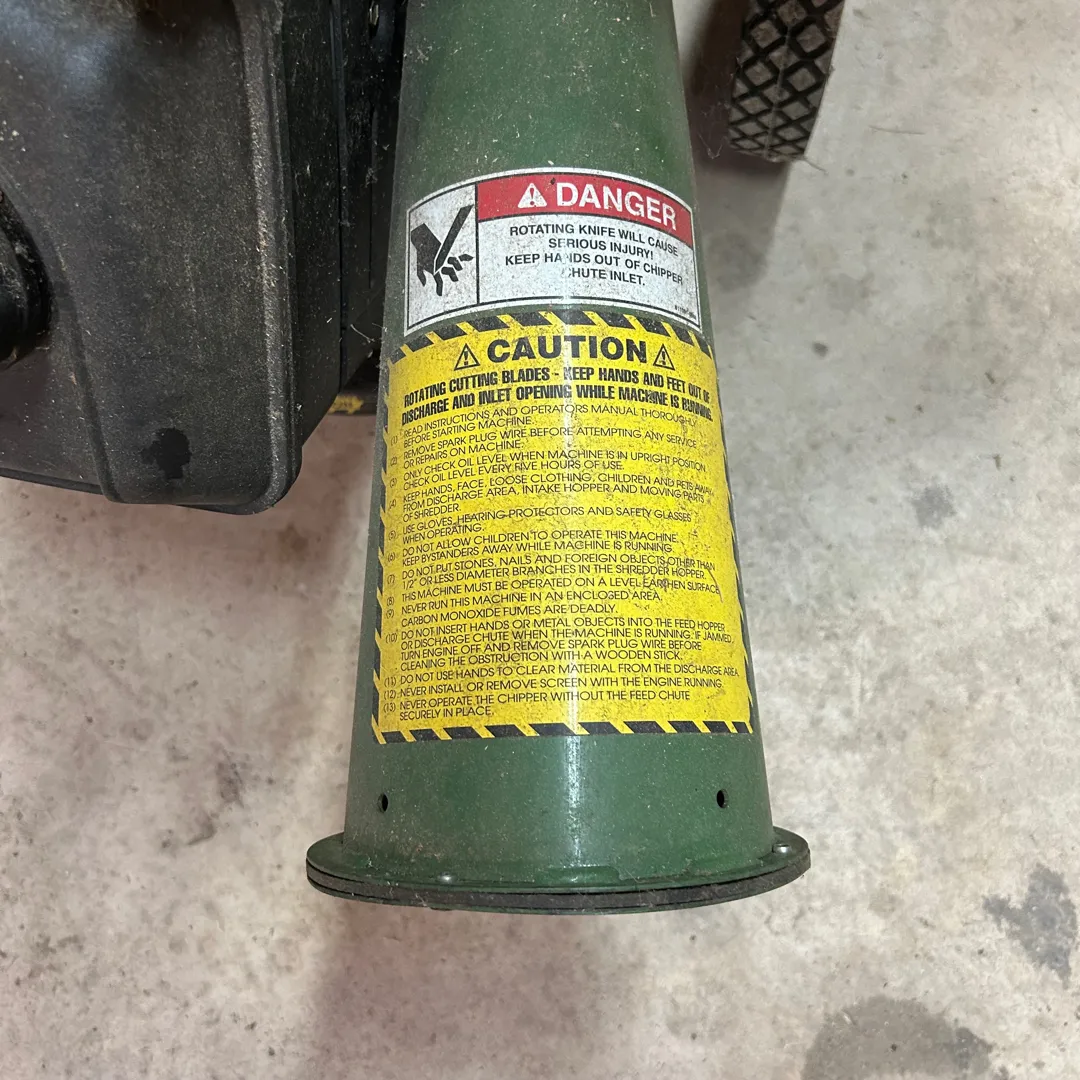 DANGER
ROTATING KNIFE WILL CAUSE
SERIOUS INJURY!
KEEP HANDS OUT OF CHIPPER
CHUTE INLET.
CAUTION
ROTATING CUTTING BLADES - KEEP HANDS AND FEET OUT OF
DISCHARGE AND INLET OPENING WHILE MACHINE IS RUNNING
(1) READ INSTRUCTIONS AND OPERATORS MANUAL THOROUGHLY
BEFORE STARTING MACHINE.
(2) REMOVE SPARK PLUG WIRE BEFORE ATTEMPTING ANY SERVICE
OR REPAIRS ON MACHINE.
(3) ONLY CHECK OIL LEVEL WHEN MACHINE IS IN UPRIGHT POSITION
CHECK OIL LEVEL EVERY FIVE HOURS OF USE.
(4) KEEP HANDS, FACE, LOOSE CLOTHING, CHILDREN AND PETS AWAY
FROM DISCHARGE AREA, INTAKE HOPPER AND MOVING PARTS
OF SHREDDER.
(5) USE GLOVES, HEARING PROTECTORS AND SAFETY GLASSES
WHEN OPERATING.
(6) DO NOT ALLOW CHILDREN TO OPERATE THIS MACHINE.
KEEP BYSTANDERS AWAY WHILE MACHINE IS RUNNING.
(7) DO NOT PUT STONES, NAILS AND FOREIGN OBJECTS OTHER THAN
1/2" OR LESS DIAMETER BRANCHES IN THE SHREDDER HOPPER.
(8) THIS MACHINE MUST BE OPERATED ON A LEVEL EARTHEN SURFACE
(9) NEVER RUN THIS MACHINE IN AN ENCLOSED AREA.
CARBON MONOXIDE FUMES ARE DEADLY.
(10) DO NOT INSERT HANDS OR METAL OBJECTS INTO THE FEED HOPPER
OR DISCHARGE CHUTE WHEN THE MACHINE IS RUNNING. IF JAMMED,
TURN ENGINE OFF AND REMOVE SPARK PLUG WIRE BEFORE
CLEANING THE OBSTRUCTION WITH A WOODEN STICK.
(11) DO NOT USE HANDS TO CLEAR MATERIAL FROM THE DISCHARGE AREA
(12) NEVER INSTALL OR REMOVE SCREEN WITH THE ENGINE RUNNING.
(13) NEVER OPERATE THE CHIPPER WITHOUT THE FEED CHUTE
SECURELY IN PLACE.